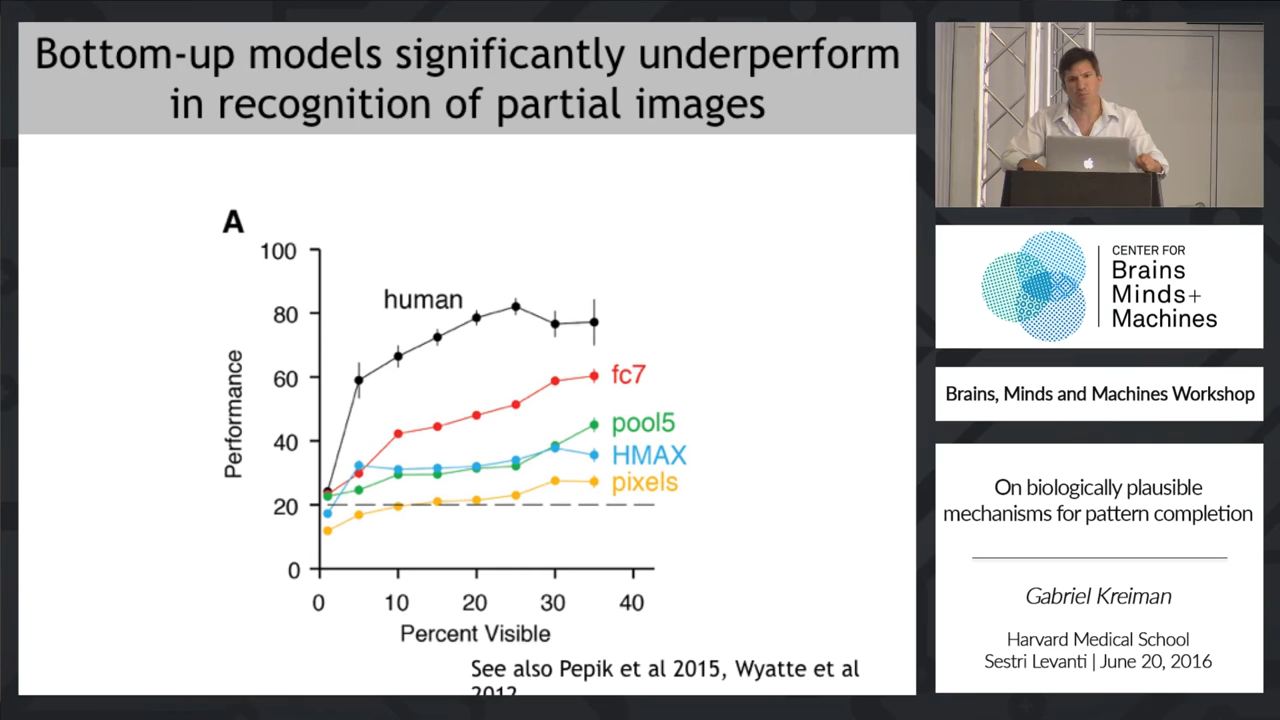 Bottom-up models significantly underperform
in recognition of partial images
A
100
80
60
40
20
0
Performance
human
fc7
pool5
HMAX
pixels
0 10 20 30 40
Percent Visible
See also Pepik et al 2015, Wyatte et al
2012
CENTER FOR
Brains
Minds+
Machines
Brains, Minds and Machines Workshop
On biologically plausible
mechanisms for pattern completion
Gabriel Kreiman
Harvard Medical School
Sestri Levanti | June 20, 2016